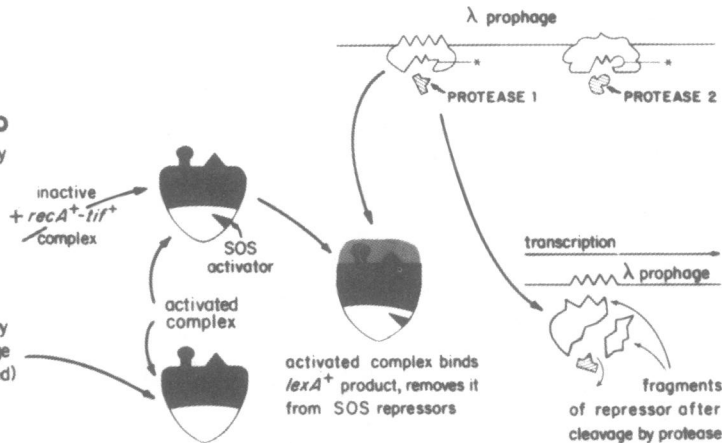 λ prophage
* *
PROTEASE 1 PROTEASE 2
y
inactive
+ recA⁺-tif⁺
complex
SOS
activator
activated
complex
transcription
λ prophage
y
ge
d)
activated complex binds
lexA⁺ product, removes it
from SOS repressors
fragments
of repressor after
cleavage by protease